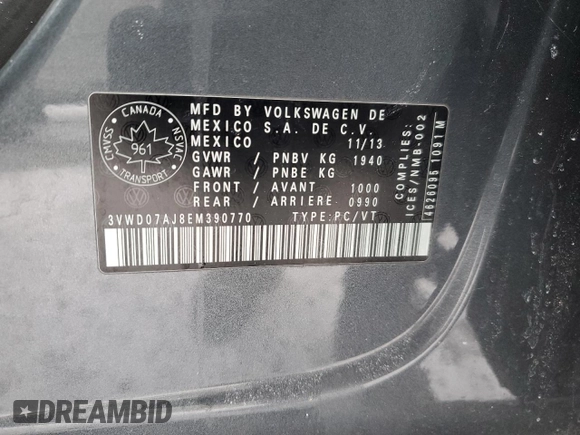 CANADA
CMVSS
NSVAC
961
TRANSPORT
MFD BY VOLKSWAGEN DE
MEXICO S.A. DE C.V.
MEXICO 11/13
GVWR / PNBV KG 1940
GAWR / PNBE KG
FRONT / AVANT 1000
REAR / ARRIERE 0990
3VWD07AJ8EM390770 TYPE:PC/VT
COMPLIES:
ICES/NMB-002
4626095 1091 M
DREAMBID